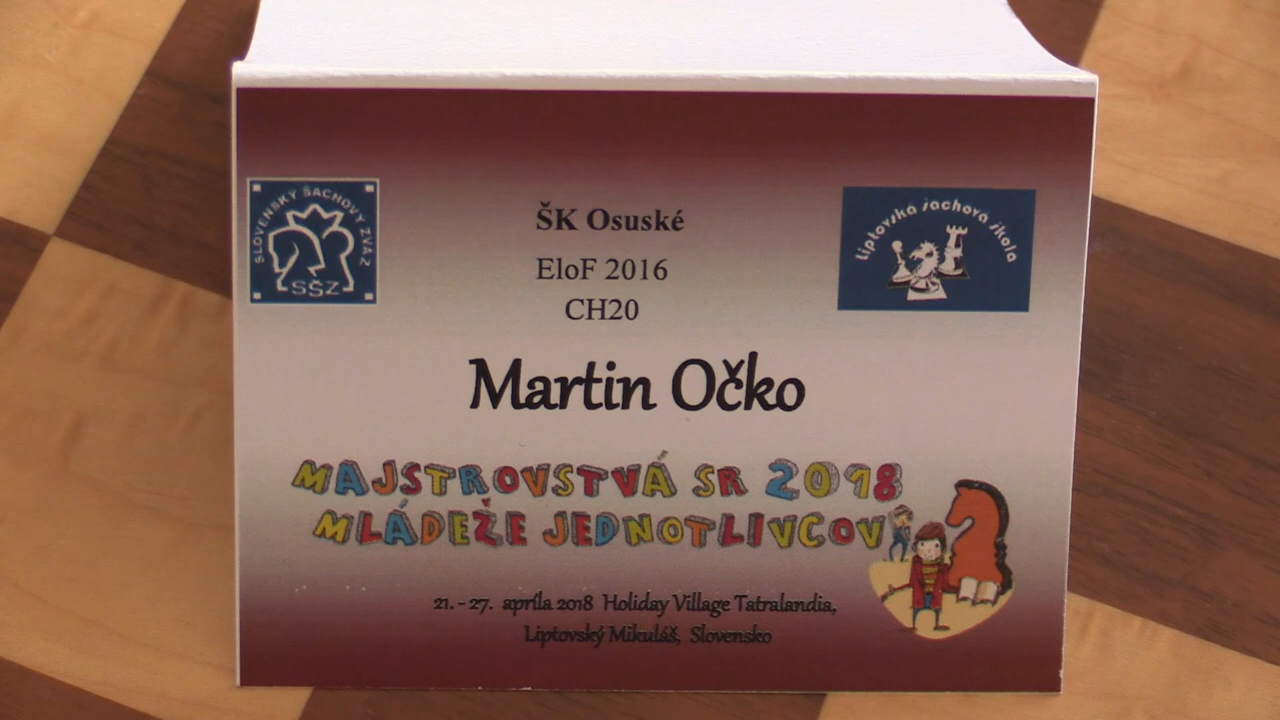 SLOVENSKÝ ŠACHOVÝ ZVÄZ
SŠZ
ŠK Osuské
EloF 2016
CH20
Liptovská šachová škola
Martin Očko
MAJSTROVSTVÁ SR 2018
MLÁDEŽE JEDNOTLIVCOV
21. - 27. apríla 2018 Holiday Village Tatralandia,
Liptovský Mikuláš, Slovensko